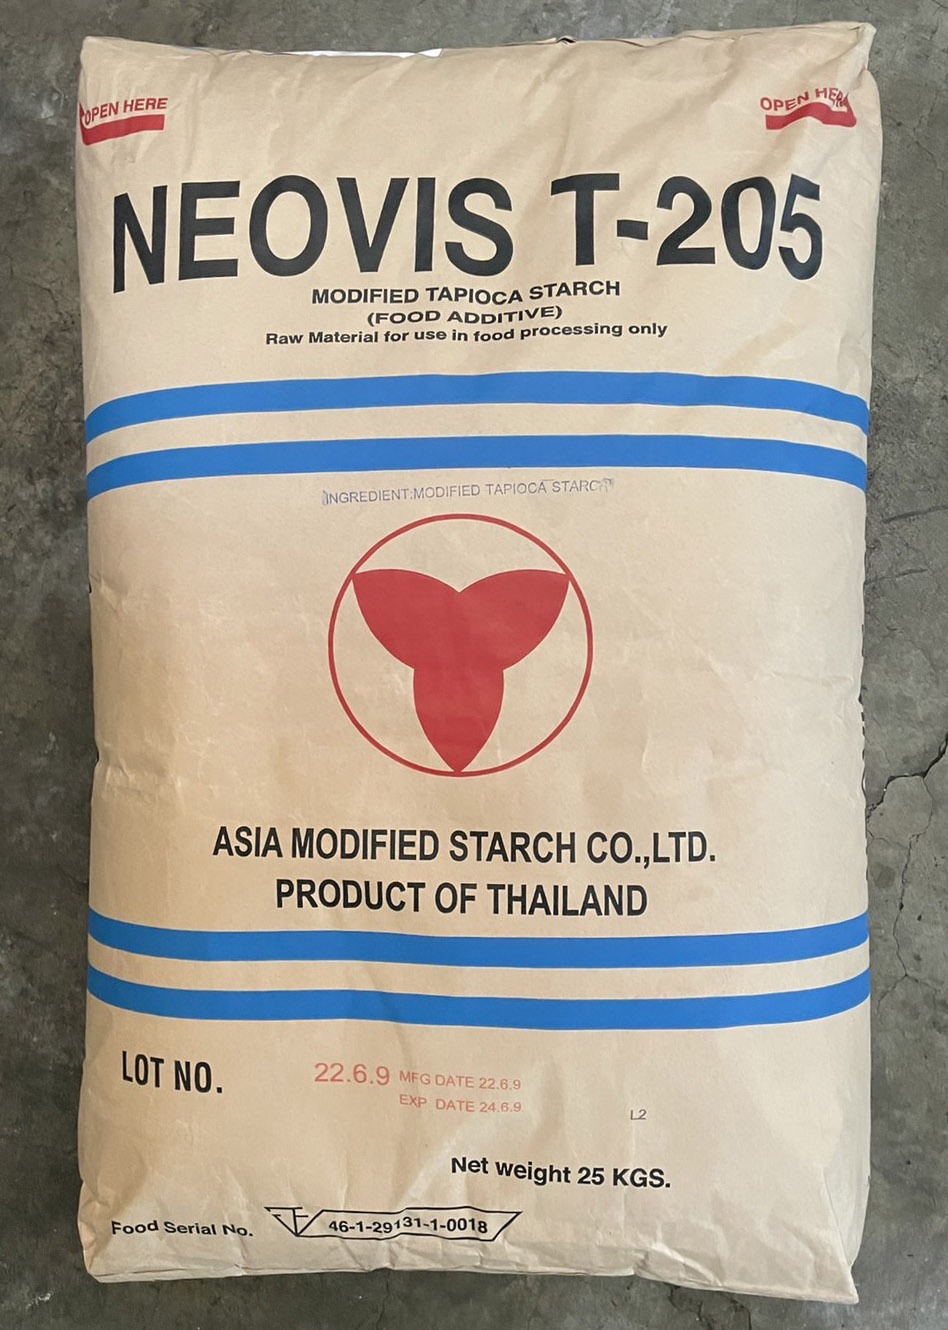 OPEN HERE
OPEN HERE
NEOVIS T-205
MODIFIED TAPIOCA STARCH
(FOOD ADDITIVE)
Raw Material for use in food processing only
INGREDIENT:MODIFIED TAPIOCA STARCH
ASIA MODIFIED STARCH CO.,LTD.
PRODUCT OF THAILAND
LOT NO. 22.6.9 MFG DATE 22.6.9
EXP DATE 24.6.9
L2
Net weight 25 KGS.
Food Serial No. 46-1-29131-1-0018